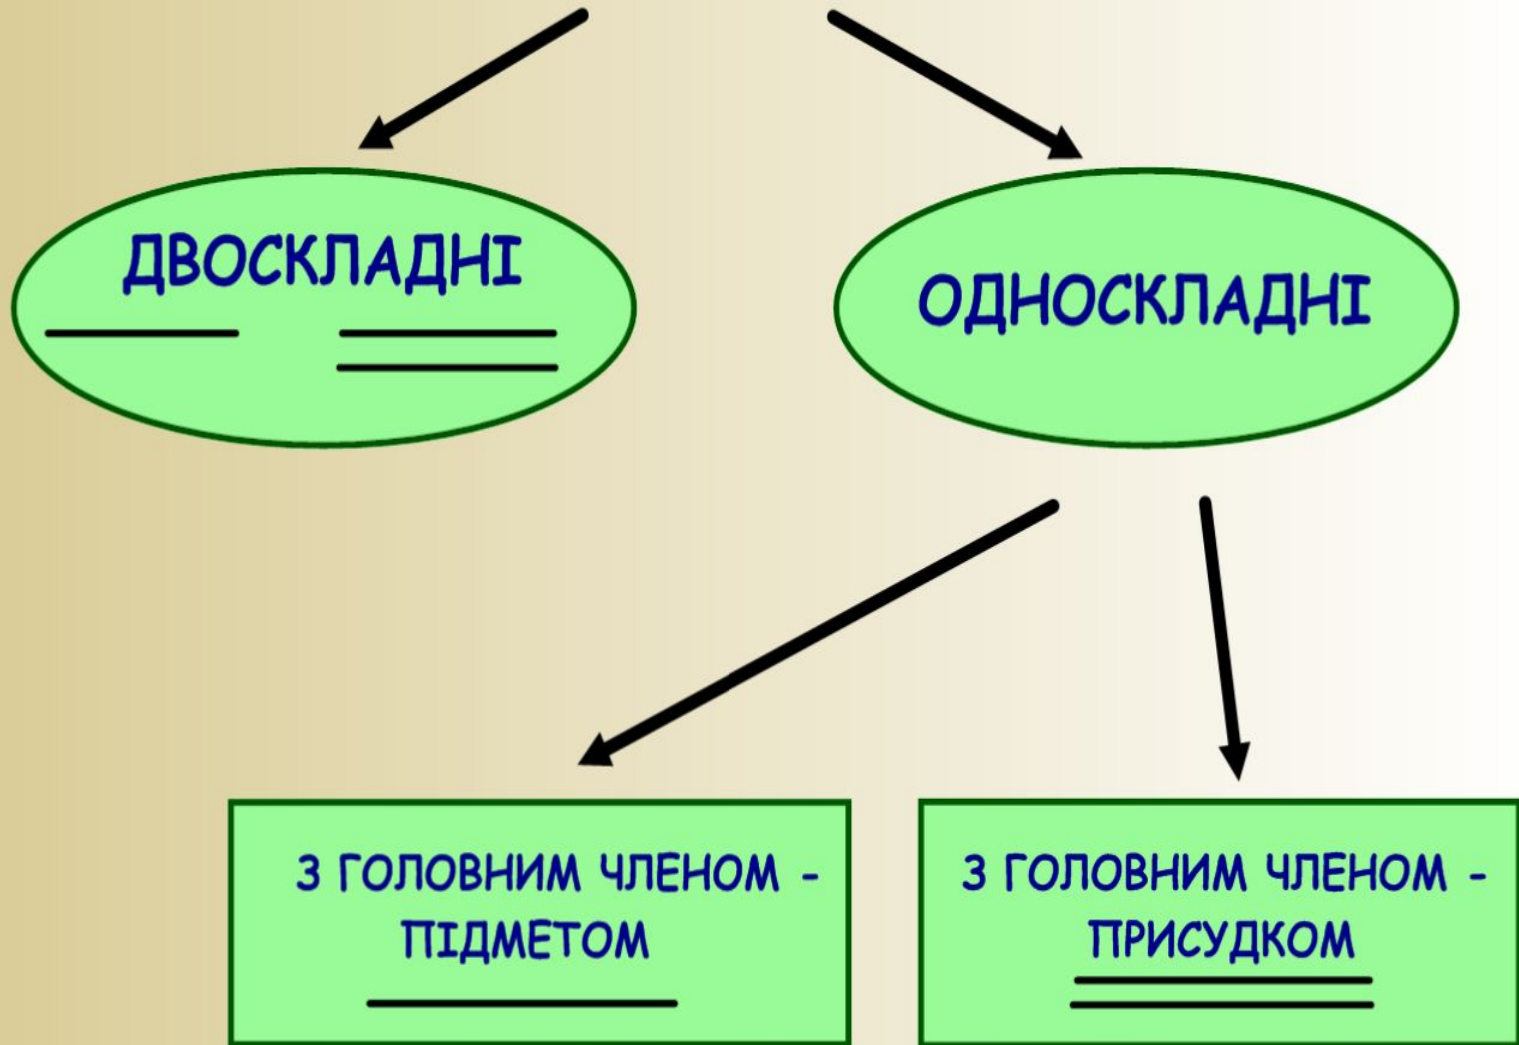 ДВОСКЛАДНІ
ОДНОСКЛАДНІ
З ГОЛОВНИМ ЧЛЕНОМ -
ПІДМЕТОМ
З ГОЛОВНИМ ЧЛЕНОМ -
ПРИСУДКОМ